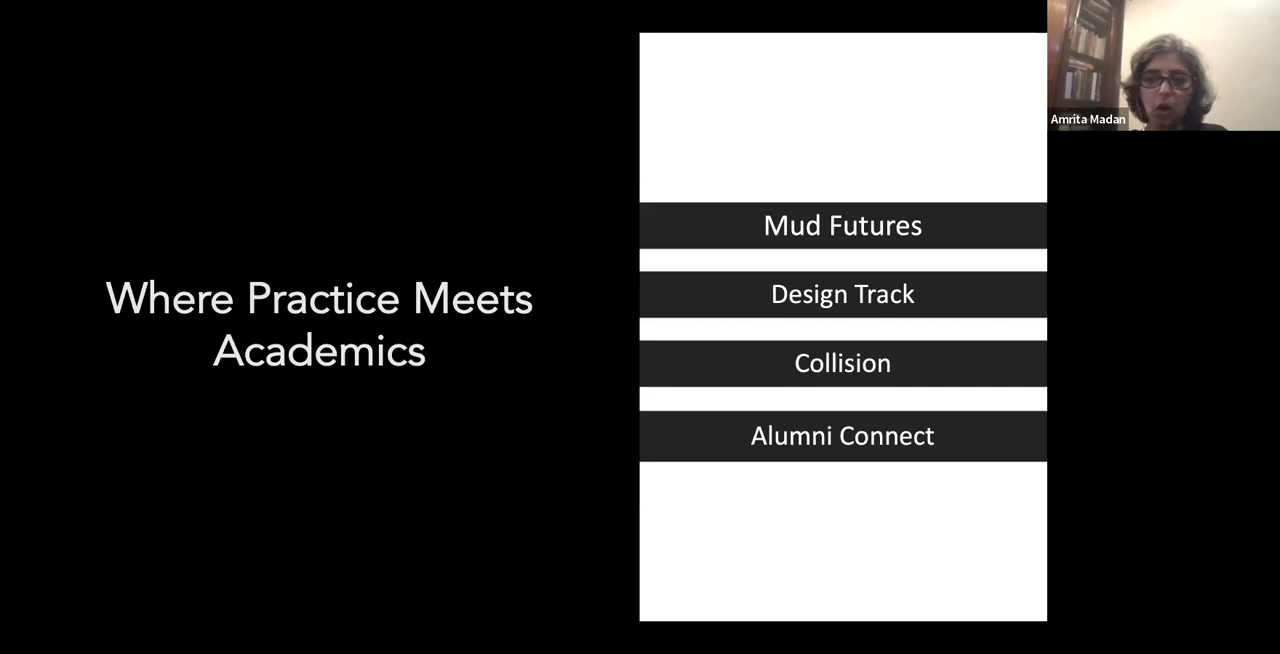 Where Practice Meets
Academics
Mud Futures
Design Track
Collision
Alumni Connect
Amrita Madan